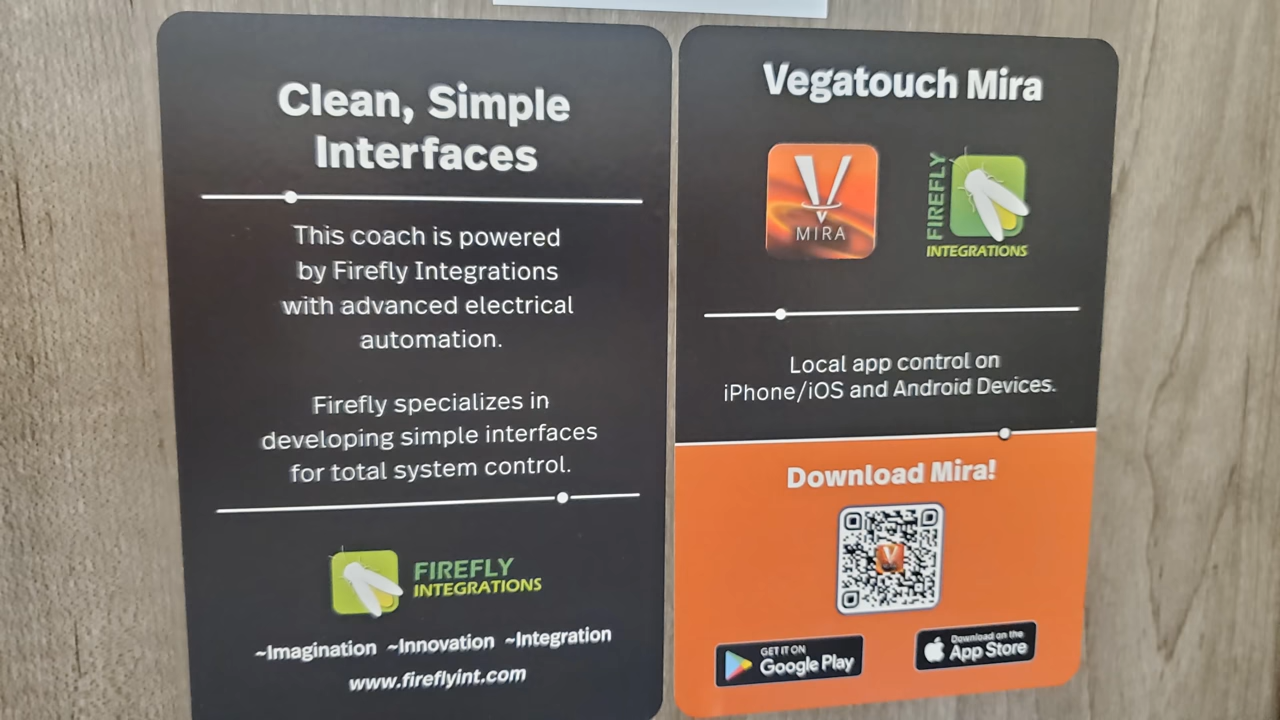 Clean, Simple
Interfaces
This coach is powered
by Firefly Integrations
with advanced electrical
automation.
Firefly specializes in
developing simple interfaces
for total system control.
FIREFLY
INTEGRATIONS
~Imagination ~Innovation ~Integration
www.fireflyint.com
Vegatouch Mira
V
MIRA
FIREFLY
INTEGRATIONS
Local app control on
iPhone/iOS and Android Devices.
Download Mira!
V
GET IT ON
Google Play
Download on the
App Store